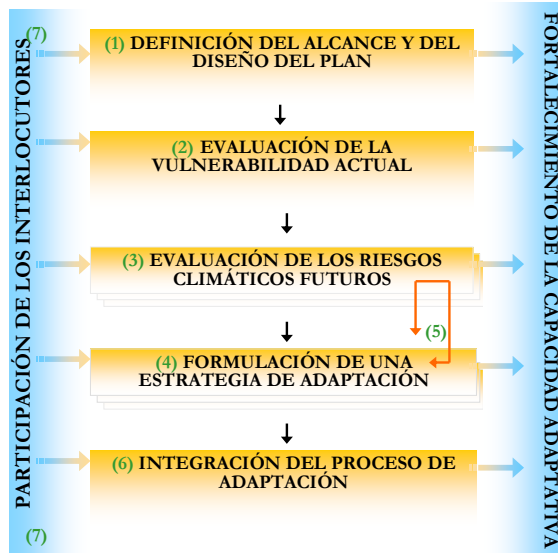 (7)
PARTICIPACIÓN DE LOS INTERLOCUTORES
(7)
(1) DEFINICIÓN DEL ALCANCE Y DEL
DISEÑO DEL PLAN
(2) EVALUACIÓN DE LA
VULNERABILIDAD ACTUAL
(3) EVALUACIÓN DE LOS RIESGOS
CLIMÁTICOS FUTUROS
(5)
(4) FORMULACIÓN DE UNA
ESTRATEGIA DE ADAPTACIÓN
(6) INTEGRACIÓN DEL PROCESO DE
ADAPTACIÓN
FORTALECIMIENTO DE LA CAPACIDAD ADAPTATIVA